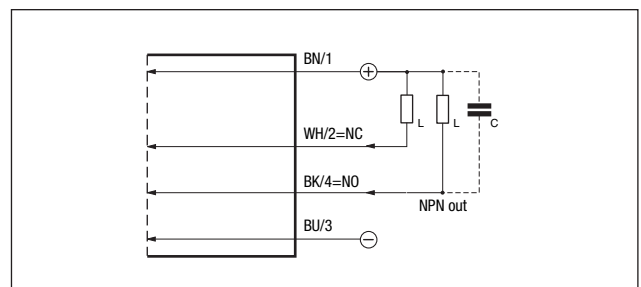 BN/1
+
L
L
C
WH/2=NC
BK/4=NO
NPN out
BU/3
−